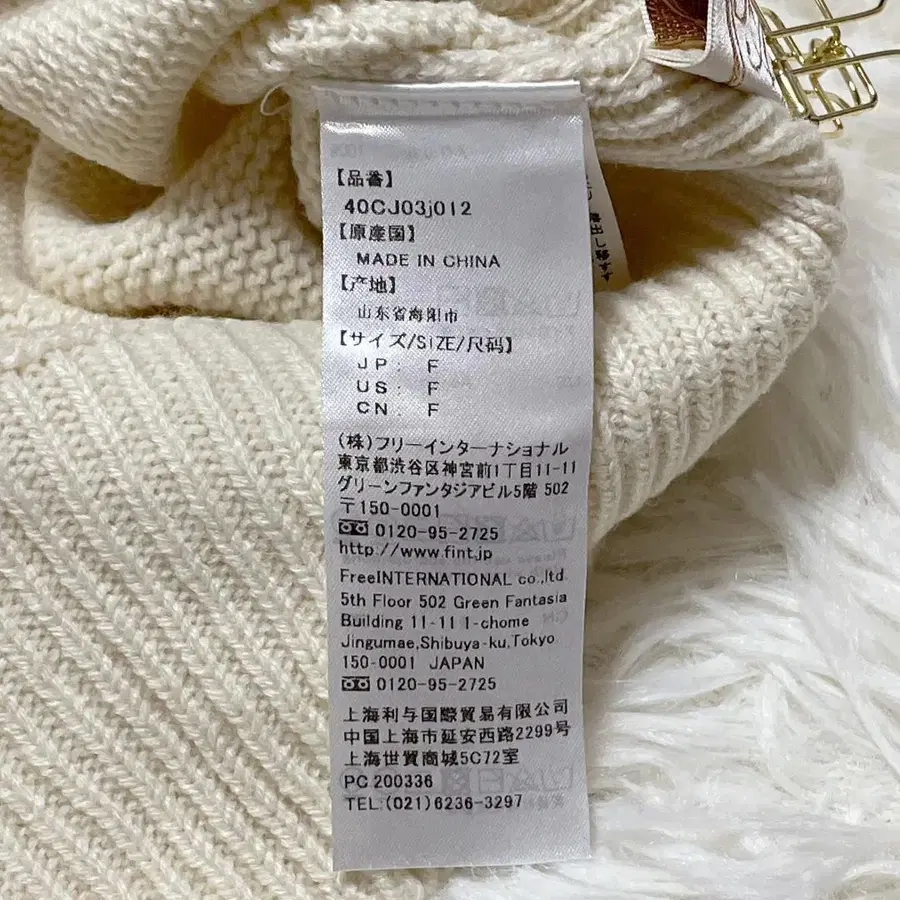 【品番】
40CJ03j012
【原産国】
MADE IN CHINA
【産地】
山东省海阳市
【サイズ/SiZE/尺码】
JP: F
US: F
CN: F
(株)フリーインターナショナル
東京都渋谷区神宮前1丁目11-11
グリーンファンタジアビル5階 502
〒150-0001
0120-95-2725
http://www.fint.jp
FreeINTERNATIONAL co.,ltd.
5th Floor 502 Green Fantasia
Building 11-11 1-chome
Jingumae,Shibuya-ku,Tokyo
150-0001 JAPAN
0120-95-2725
上海利与国際貿易有限公司
中国上海市延安西路2299号
上海世貿商城5C72室
PC 200336
TEL:(021)6236-3297